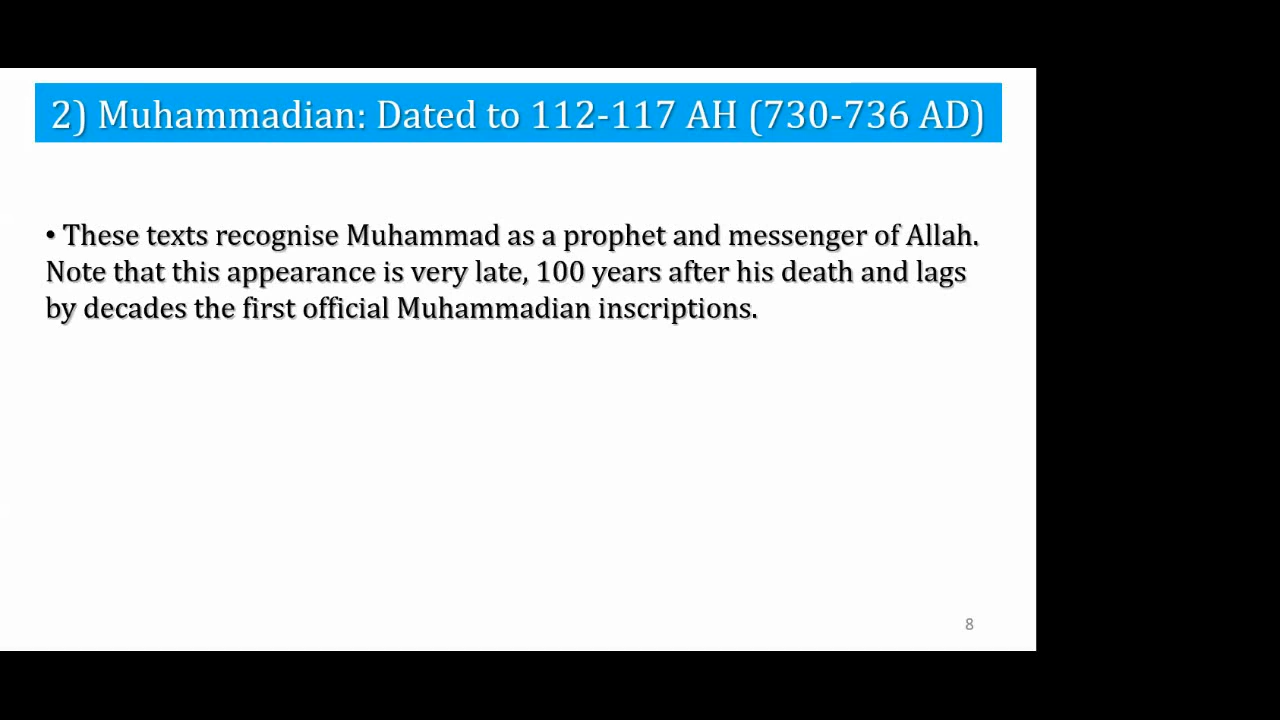 2) Muhammadian: Dated to 112-117 AH (730-736 AD)
• These texts recognise Muhammad as a prophet and messenger of Allah.
Note that this appearance is very late, 100 years after his death and lags
by decades the first official Muhammadian inscriptions.
8